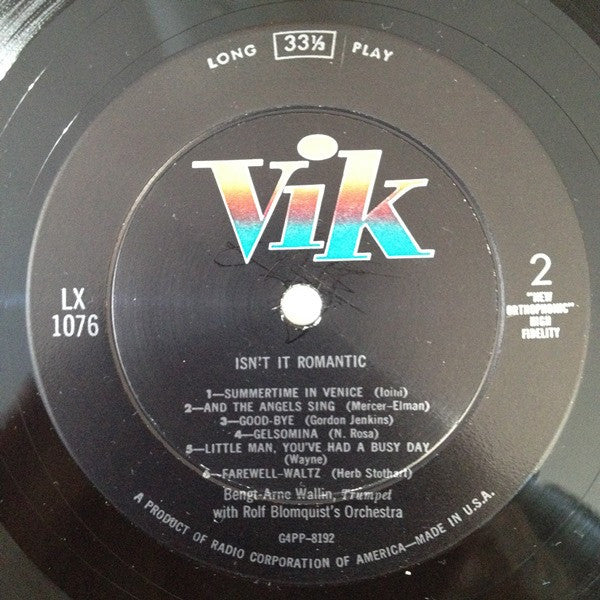 LONG 33⅓ PLAY
Vik
LX
1076
2
"NEW
ORTHOPHONIC"
HIGH
FIDELITY
ISN'T IT ROMANTIC
1—SUMMERTIME IN VENICE (Icini)
2—AND THE ANGELS SING (Mercer-Elman)
3—GOOD-BYE (Gordon Jenkins)
4—GELSOMINA (N. Rosa)
5—LITTLE MAN, YOU'VE HAD A BUSY DAY
(Wayne)
6—FAREWELL-WALTZ (Herb Stothart)
Bengt-Arne Wallin, Trumpet
with Rolf Blomquist's Orchestra
G4PP-8192
A PRODUCT OF RADIO CORPORATION OF AMERICA—MADE IN U.S.A.